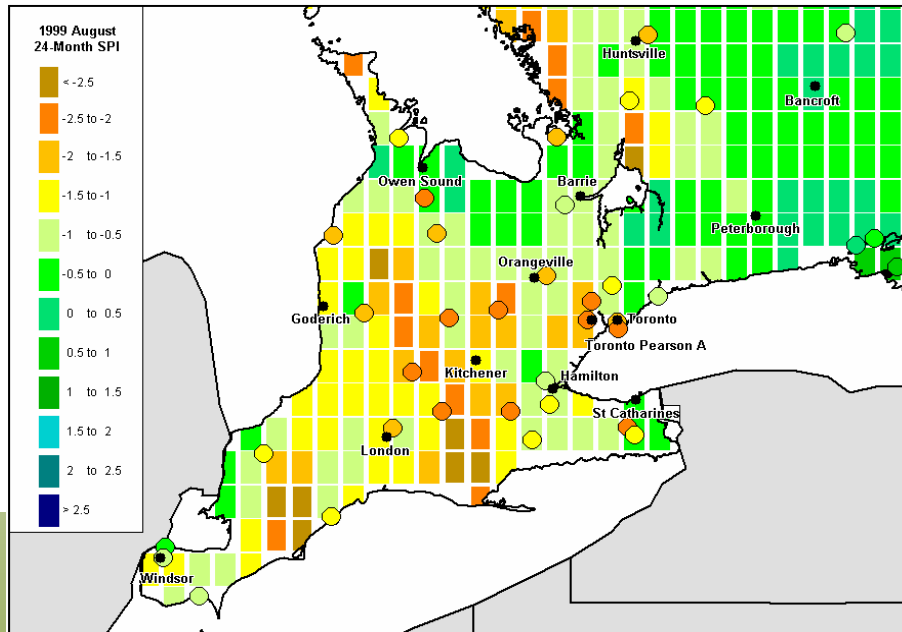 1999 August
24-Month SPI
< -2.5
-2.5 to -2
-2 to -1.5
-1.5 to -1
-1 to -0.5
-0.5 to 0
0 to 0.5
0.5 to 1
1 to 1.5
1.5 to 2
2 to 2.5
> 2.5
Huntsville
Bancroft
Owen Sound
Barrie
Peterborough
Orangeville
Goderich
Toronto
Toronto Pearson A
Kitchener
Hamilton
St Catharines
London
Windsor